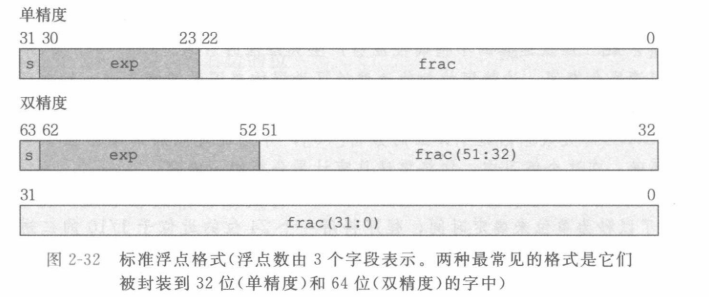 单精度
31 30 23 22 0
s exp frac
双精度
63 62 52 51 32
s exp frac(51:32)
31 0
frac(31:0)
图 2-32 标准浮点格式(浮点数由 3 个字段表示。两种最常见的格式是它们
被封装到 32 位(单精度)和 64 位(双精度)的字中)